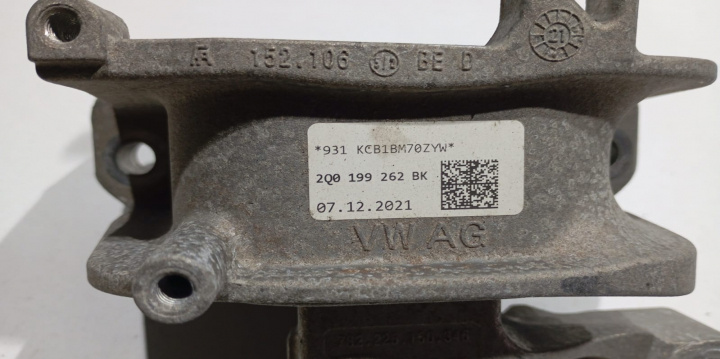 152.106 GE D
*931 KCB1BM70ZYW*
2Q0 199 262 BK
07.12.2021
VW AG